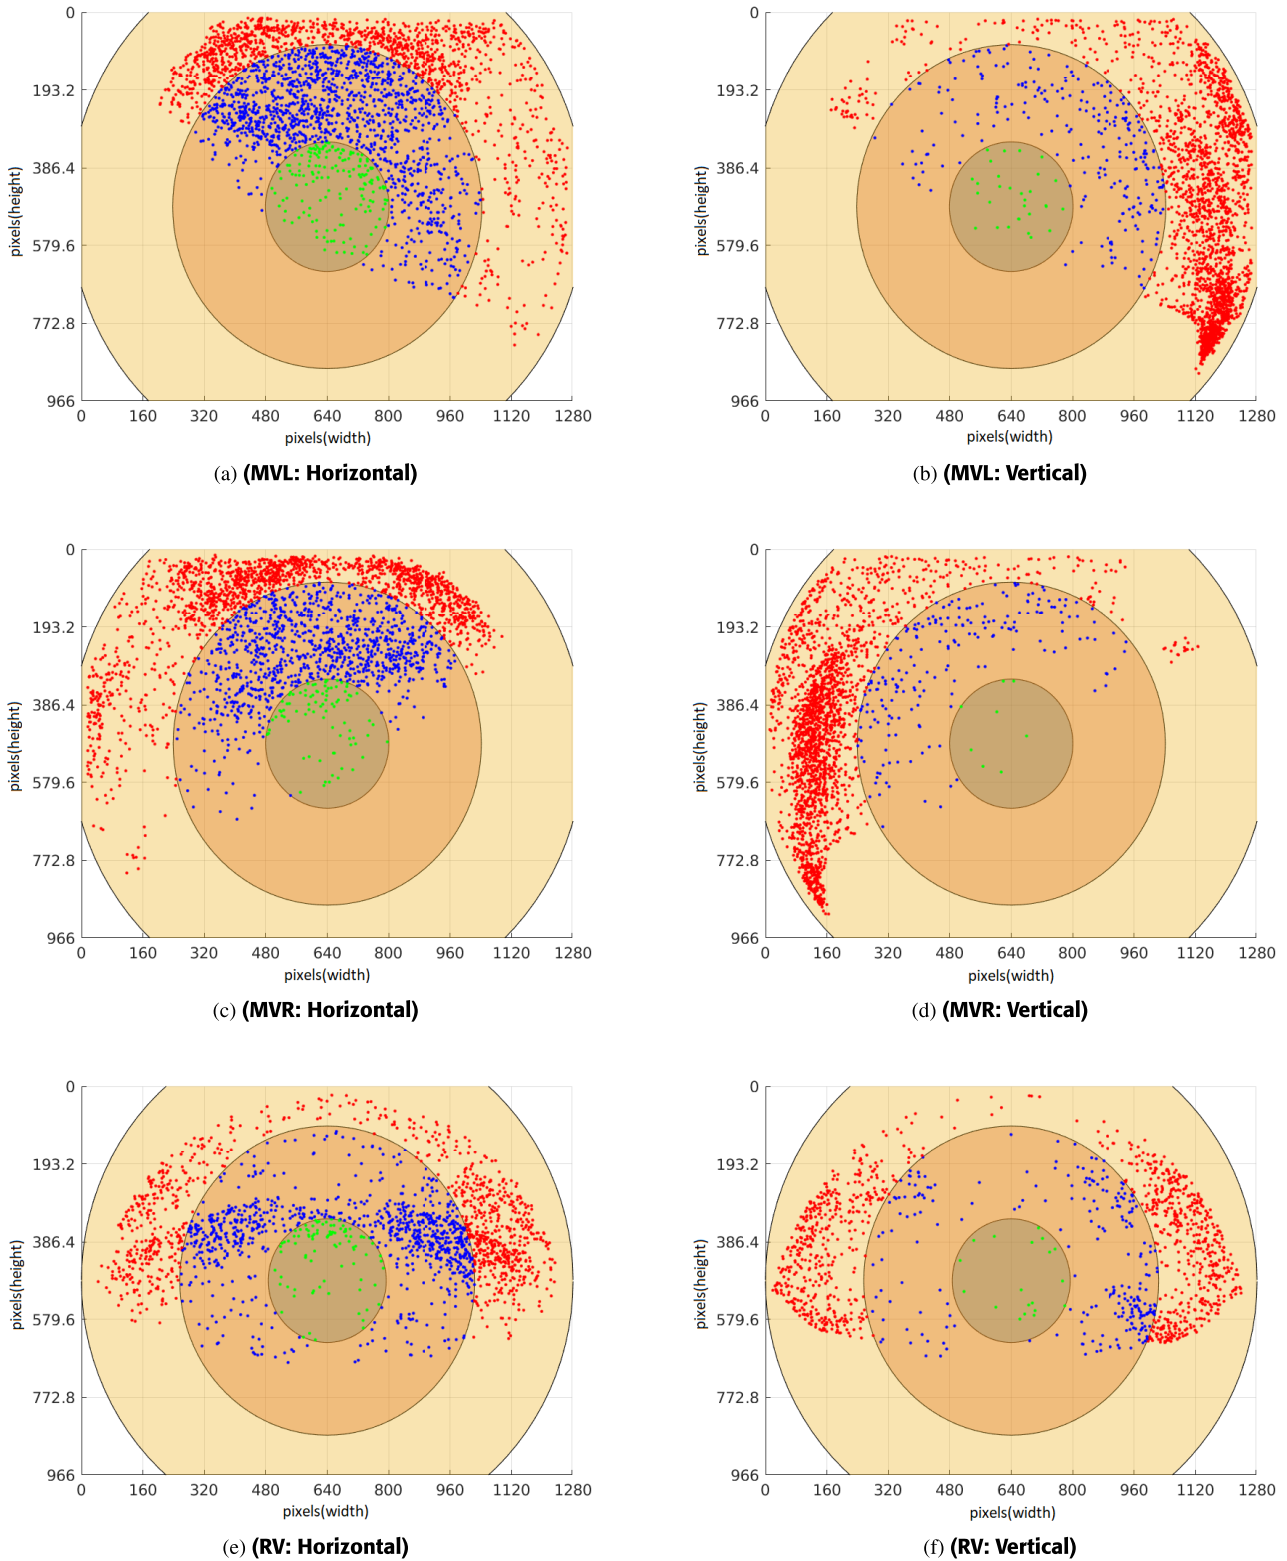 0
193.2
386.4
579.6
772.8
966
pixels(height)
0 160 320 480 640 800 960 1120 1280
pixels(width)
(a) (MVL: Horizontal)
0
193.2
386.4
579.6
772.8
966
pixels(height)
0 160 320 480 640 800 960 1120 1280
pixels(width)
(b) (MVL: Vertical)
0
193.2
386.4
579.6
772.8
966
pixels(height)
0 160 320 480 640 800 960 1120 1280
pixels(width)
(c) (MVR: Horizontal)
0
193.2
386.4
579.6
772.8
966
pixels(height)
0 160 320 480 640 800 960 1120 1280
pixels(width)
(d) (MVR: Vertical)
0
193.2
386.4
579.6
772.8
966
pixels(height)
0 160 320 480 640 800 960 1120 1280
pixels(width)
(e) (RV: Horizontal)
0
193.2
386.4
579.6
772.8
966
pixels(height)
0 160 320 480 640 800 960 1120 1280
pixels(width)
(f) (RV: Vertical)